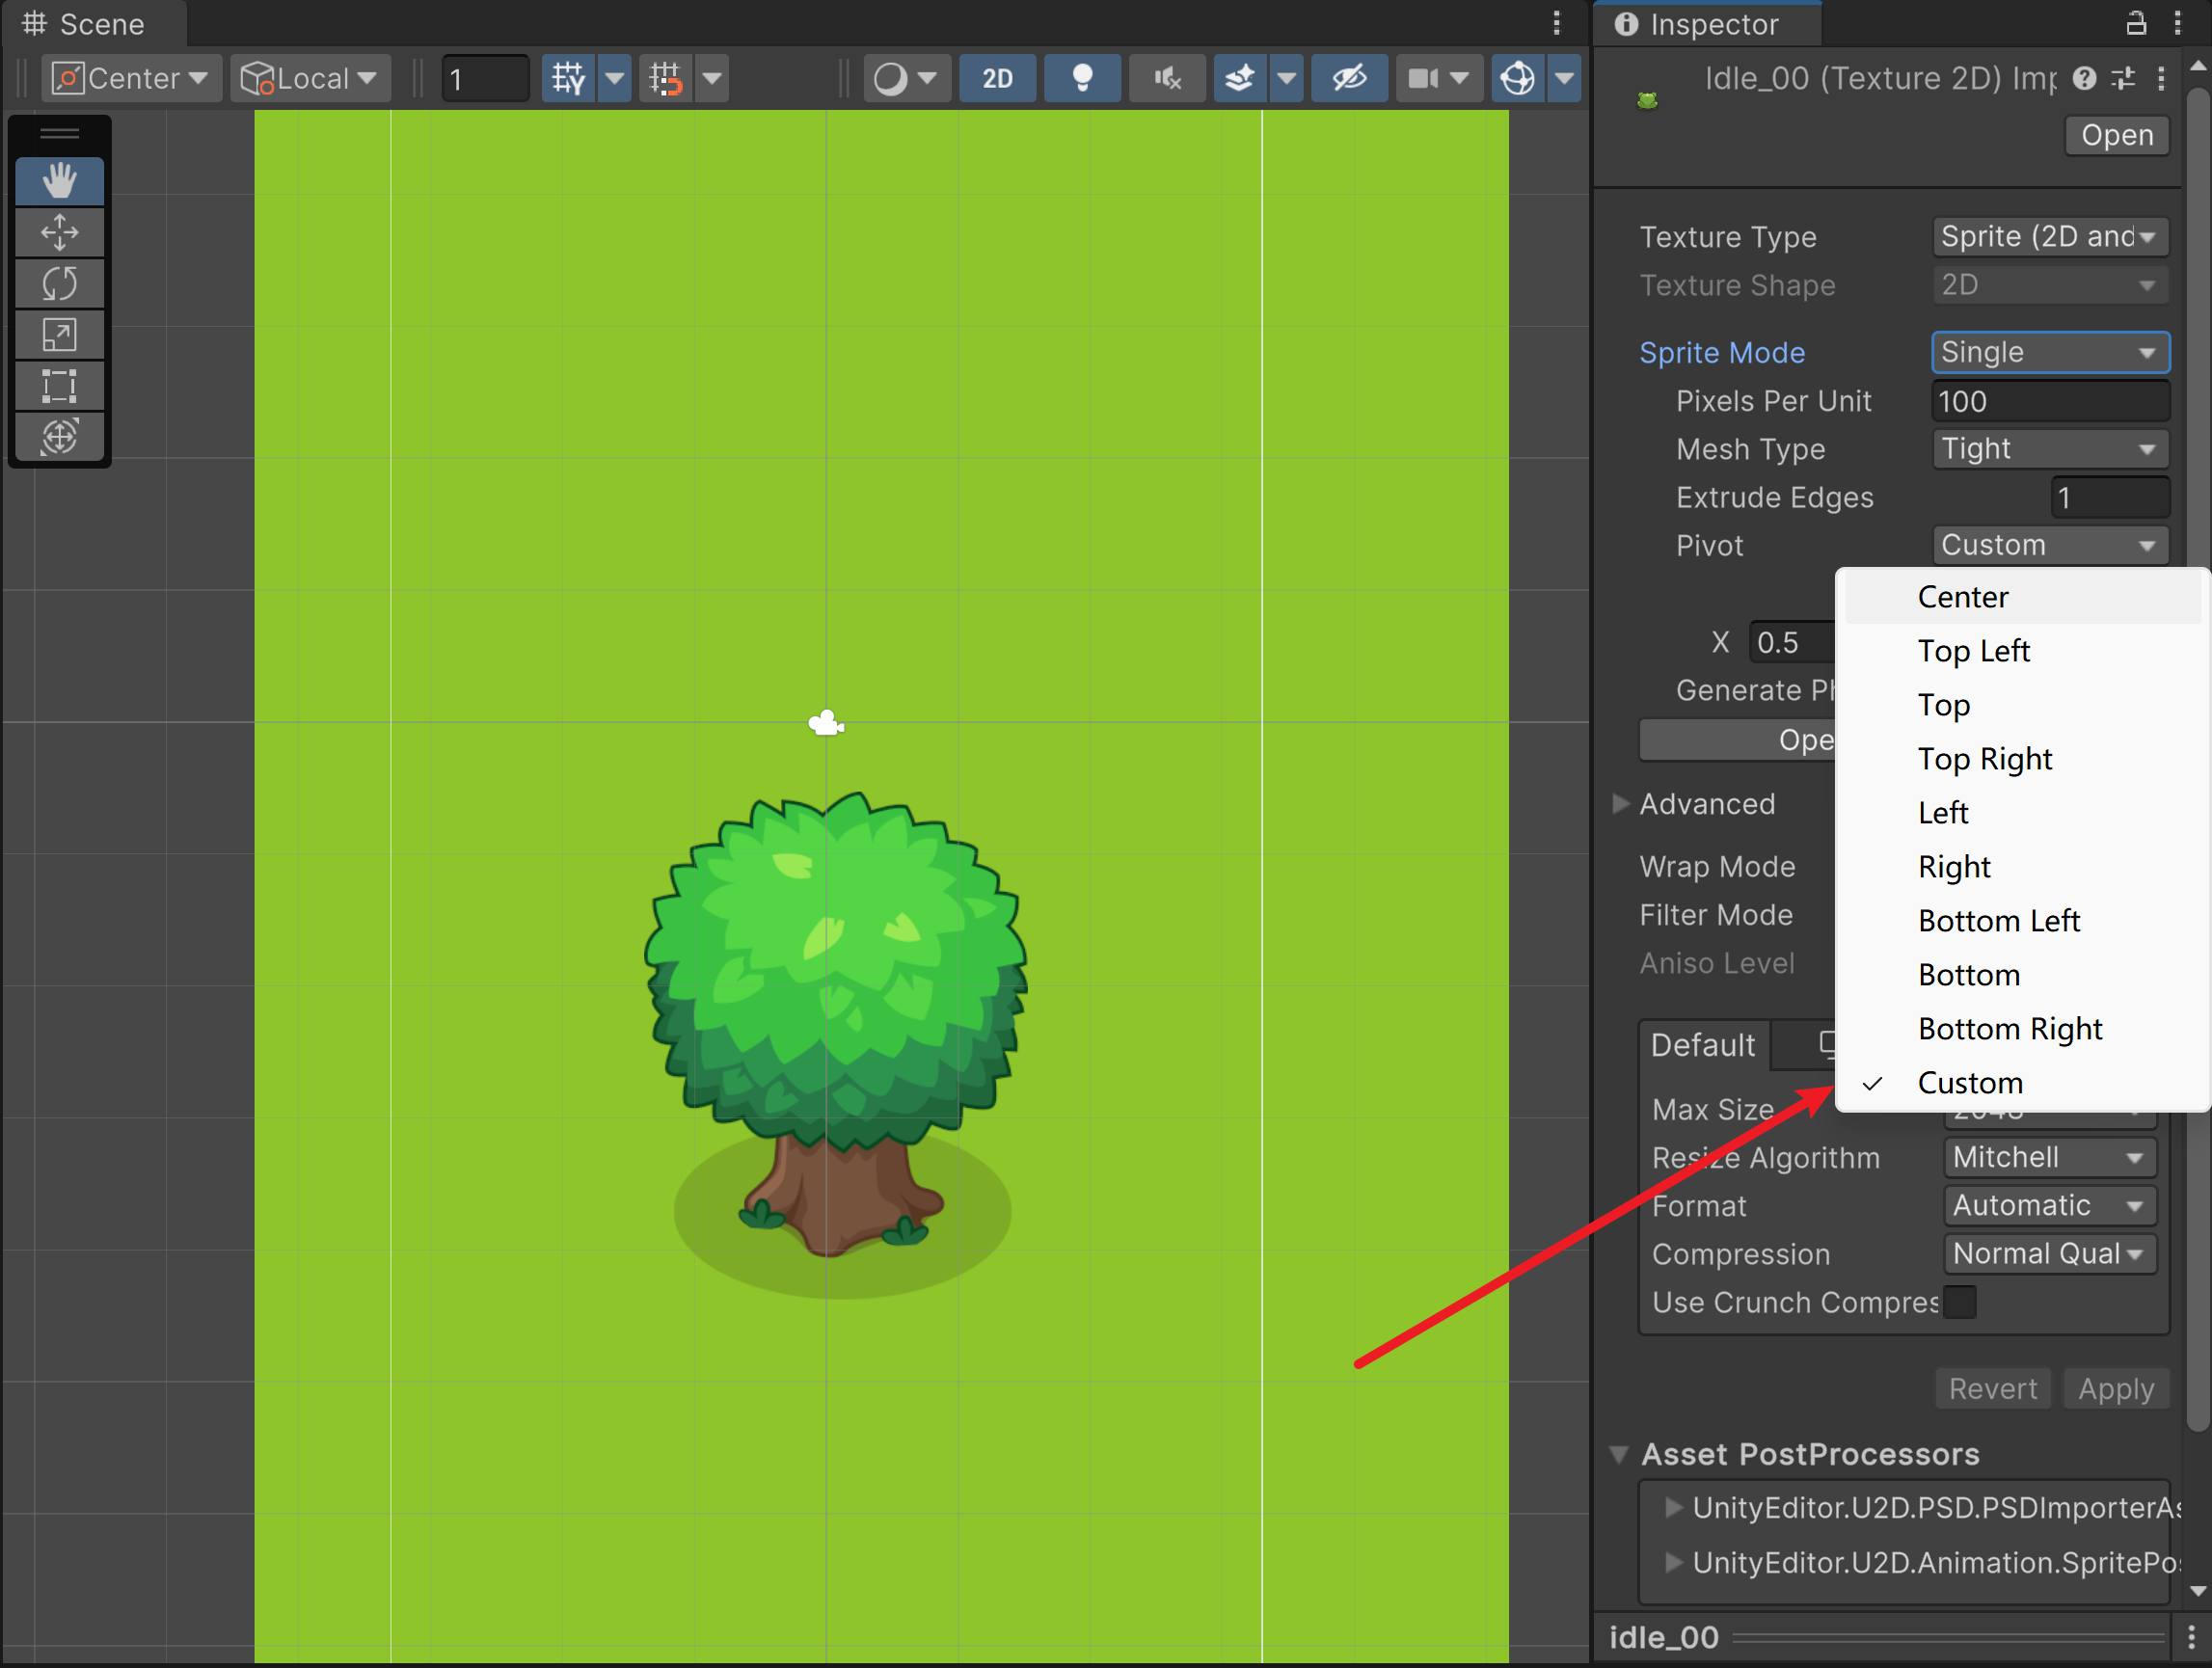 Scene
Inspector
Center
Local
1
2D
Idle_00 (Texture 2D) Imp
Open
Texture Type
Sprite (2D and
Texture Shape
2D
Sprite Mode
Single
Pixels Per Unit
100
Mesh Type
Tight
Extrude Edges
1
Pivot
Custom
Center
Top Left
Top
Top Right
Left
Right
Bottom Left
Bottom
Bottom Right
Custom
X 0.5
Generate Ph
Ope
Advanced
Wrap Mode
Filter Mode
Aniso Level
Default
Max Size
Resize Algorithm
Mitchell
Format
Automatic
Compression
Normal Qual
Use Crunch Compres
Revert
Apply
Asset PostProcessors
UnityEditor.U2D.PSD.PSDImporterAs
UnityEditor.U2D.Animation.SpritePos
idle_00